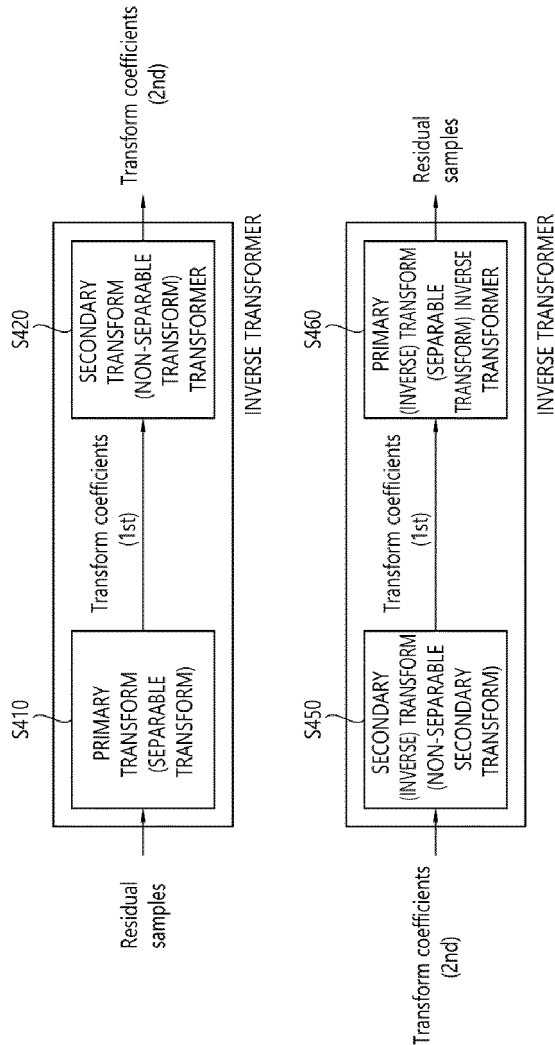 Residual
samples
S410
PRIMARY
TRANSFORM
(SEPARABLE
TRANSFORM)
Transform coefficients
(1st)
S420
SECONDARY
TRANSFORM
(NON-SEPARABLE
TRANSFORM)
TRANSFORMER
Transform coefficients
(2nd)
INVERSE TRANSFORMER
Transform coefficients
(2nd)
S450
SECONDARY
(INVERSE) TRANSFORM
(NON-SEPARABLE
SECONDARY
TRANSFORM)
Transform coefficients
(1st)
S460
PRIMARY
(INVERSE) TRANSFORM
(SEPARABLE
TRANSFORM) INVERSE
TRANSFORMER
Residual
samples
INVERSE TRANSFORMER